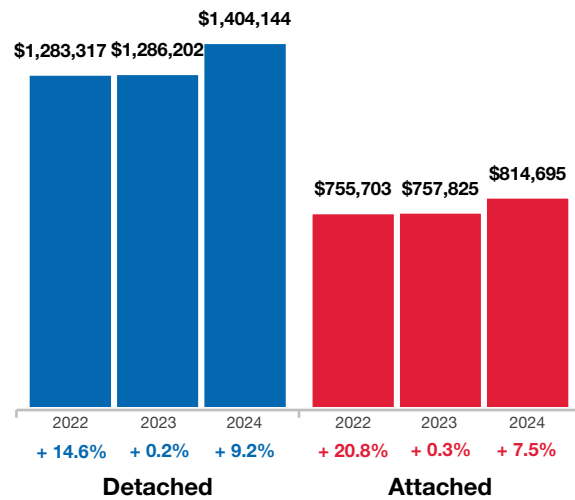 $1,404,144
$1,283,317 $1,286,202
$814,695
$755,703 $757,825
2022 2023 2024 2022 2023 2024
+ 14.6% + 0.2% + 9.2% + 20.8% + 0.3% + 7.5%
Detached Attached